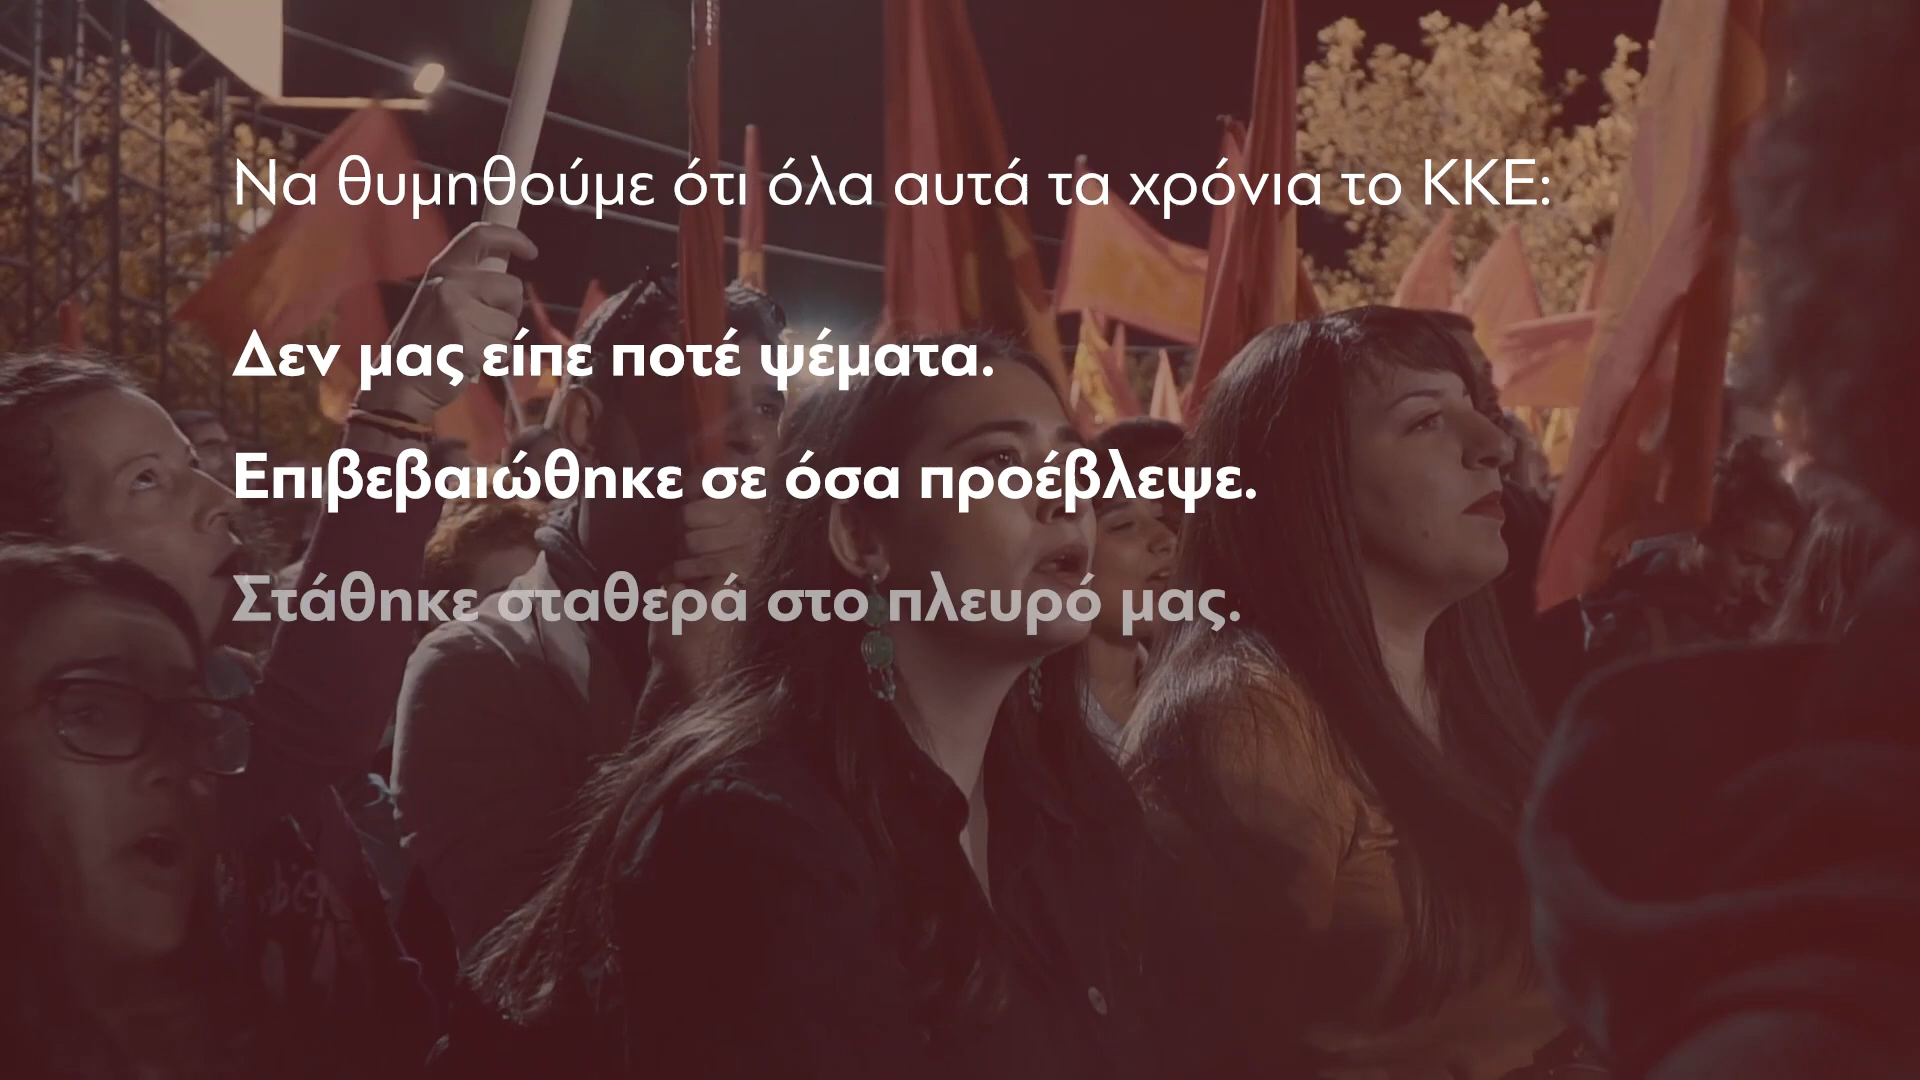 Να θυμηθούμε ότι όλα αυτά τα χρόνια το ΚΚΕ:
Δεν μας είπε ποτέ ψέματα.
Επιβεβαιώθηκε σε όσα προέβλεψε.
Στάθηκε σταθερά στο πλευρό μας.